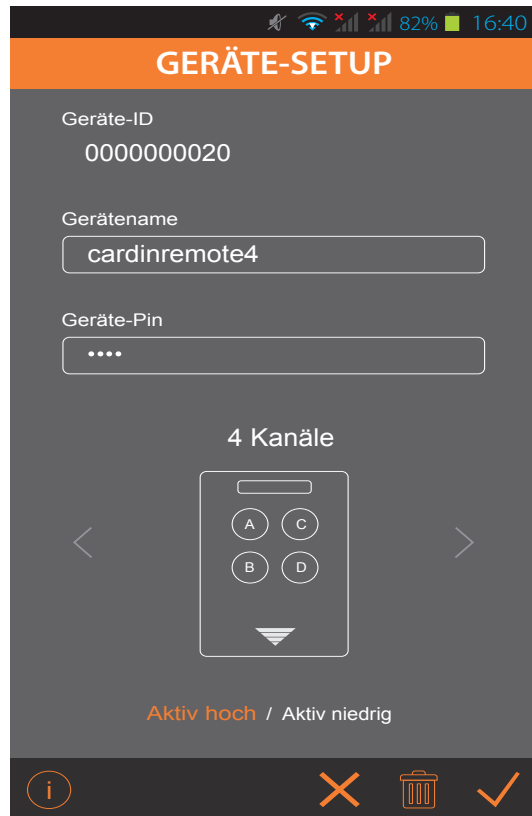 82% 16:40
GERÄTE-SETUP
Geräte-ID
0000000020
Gerätename
cardinremote4
Geräte-Pin
••••
4 Kanäle
A C
B D
Aktiv hoch / Aktiv niedrig
i